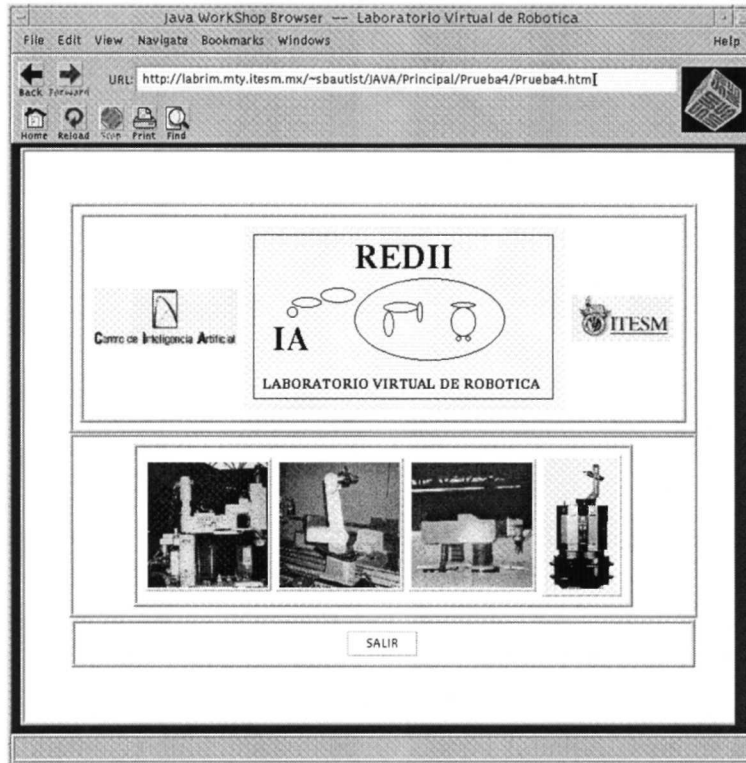 Java WorkShop Browser -- Laboratorio Virtual de Robotica
File Edit View Navigate Bookmarks Windows Help
Back Forward URL: http://labrim.mty.itesm.mx/~sbautist/JAVA/Principal/Prueba4/Prueba4.htm
Home Reload Stop Print Find
REDII
IA
LABORATORIO VIRTUAL DE ROBOTICA
Centro de Inteligencia Artificial
ITESM
SALIR